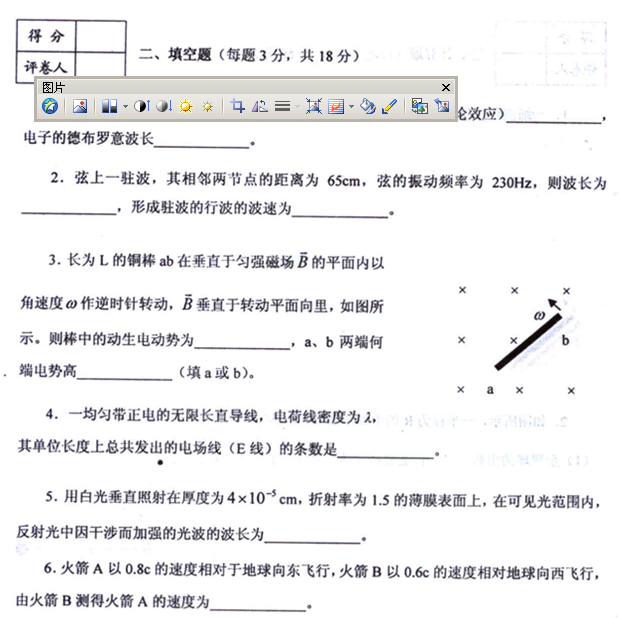 得 分
评卷人
二、填空题（每题 3 分，共 18 分）
图片
伦效应）____________，
电子的德布罗意波长____________。
2．弦上一驻波，其相邻两节点的距离为 65cm，弦的振动频率为 230Hz，则波长为
____________，形成驻波的行波的波速为____________。
3．长为 L 的铜棒 ab 在垂直于匀强磁场 B⃗ 的平面内以
角速度 ω 作逆时针转动，B⃗ 垂直于转动平面向里，如图所
示。则棒中的动生电动势为____________，a、b 两端何
端电势高____________（填 a 或 b）。
× × ×
ω
× × b
× a × ×
4．一均匀带正电的无限长直导线，电荷线密度为 λ，
其单位长度上总共发出的电场线（E 线）的条数是____________。
5．用白光垂直照射在厚度为 4×10⁻⁵ cm，折射率为 1.5 的薄膜表面上，在可见光范围内，
反射光中因干涉而加强的光波的波长为____________。
6．火箭 A 以 0.8c 的速度相对于地球向东飞行，火箭 B 以 0.6c 的速度相对地球向西飞行，
由火箭 B 测得火箭 A 的速度为____________。